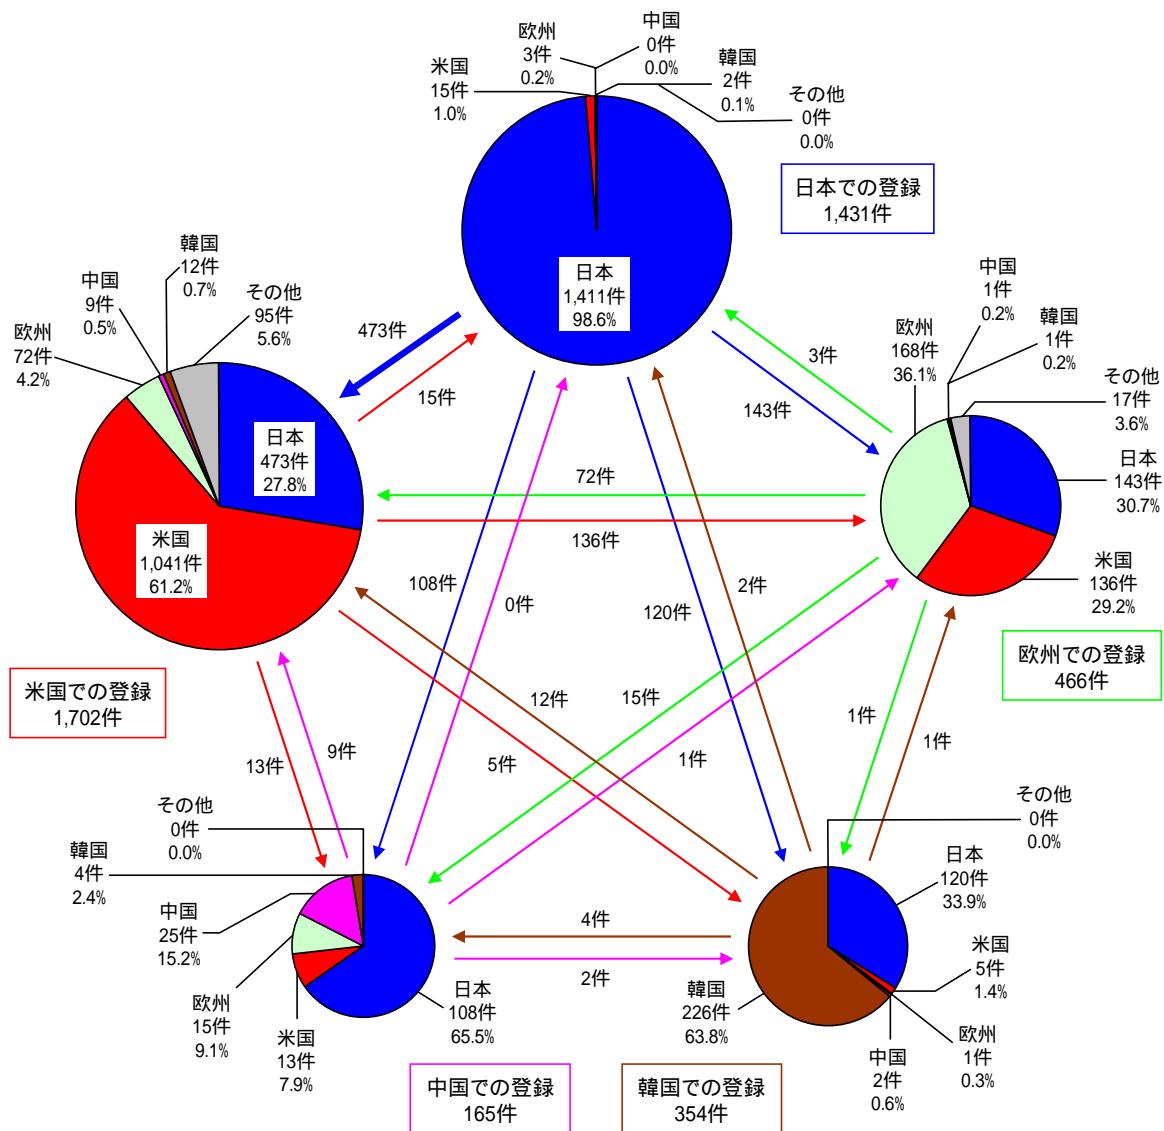 中国
0件
0.0%
欧州
3件
0.2%
米国
15件
1.0%
韓国
2件
0.1%
その他
0件
0.0%
日本での登録
1,431件
日本
1,411件
98.6%
韓国
12件
0.7%
中国
9件
0.5%
その他
95件
5.6%
欧州
72件
4.2%
日本
473件
27.8%
米国
1,041件
61.2%
米国での登録
1,702件
473件
15件
3件
143件
中国
1件
0.2%
欧州
168件
36.1%
韓国
1件
0.2%
その他
17件
3.6%
日本
143件
30.7%
米国
136件
29.2%
欧州での登録
466件
72件
136件
108件
0件
120件
2件
12件
15件
5件
1件
13件
9件
1件
1件
その他
0件
0.0%
韓国
4件
2.4%
中国
25件
15.2%
欧州
15件
9.1%
米国
13件
7.9%
日本
108件
65.5%
中国での登録
165件
4件
2件
その他
0件
0.0%
日本
120件
33.9%
米国
5件
1.4%
欧州
1件
0.3%
中国
2件
0.6%
韓国
226件
63.8%
韓国での登録
354件